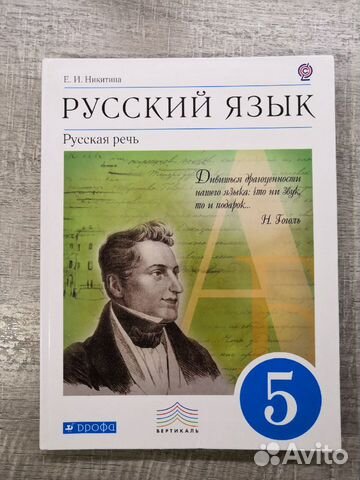 Е. И. Никитина
РУССКИЙ ЯЗЫК
Русская речь
Дивишься драгоценности
нашего языка: что ни звук,
то и подарок...
Н. Гоголь
5
ДРОФА
ВЕРТИКАЛЬ
Avito